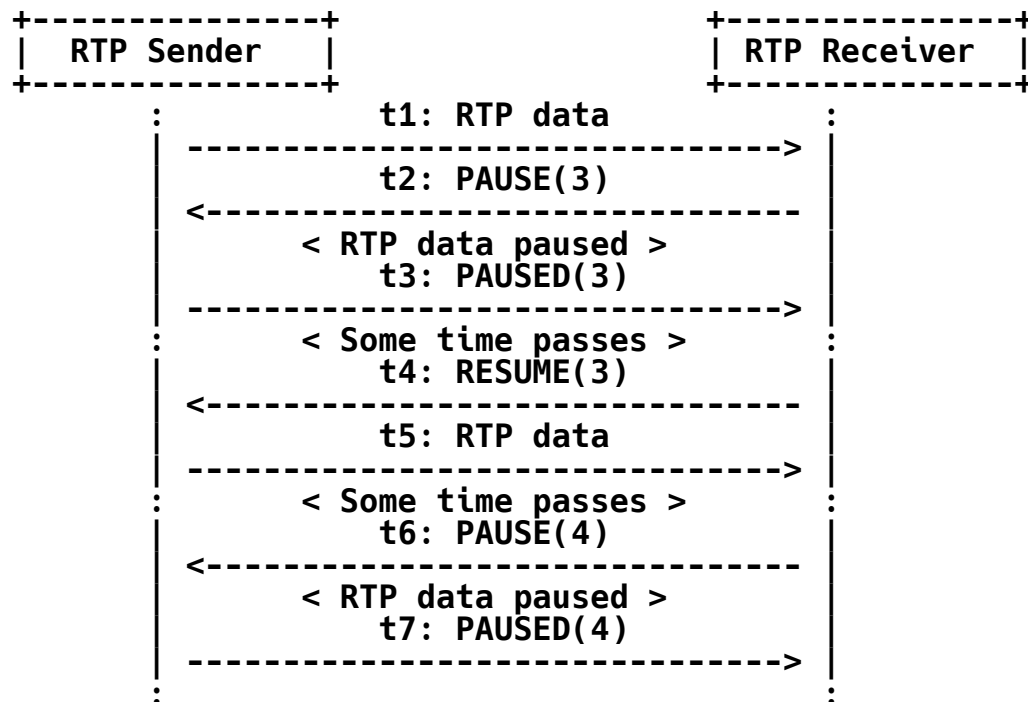 +---------------+                   +---------------+
|  RTP Sender   |                   | RTP Receiver  |
+---------------+                   +---------------+
       :           t1: RTP data           :
       | -------------------------------> |
       |           t2: PAUSE(3)           |
       | <------------------------------- |
       |       < RTP data paused >        |
       |           t3: PAUSED(3)          |
       | -------------------------------> |
       :       < Some time passes >       :
       |           t4: RESUME(3)          |
       | <------------------------------- |
       |           t5: RTP data           |
       | -------------------------------> |
       :       < Some time passes >       :
       |           t6: PAUSE(4)           |
       | <------------------------------- |
       |       < RTP data paused >        |
       |           t7: PAUSED(4)          |
       | -------------------------------> |
       :                                  :